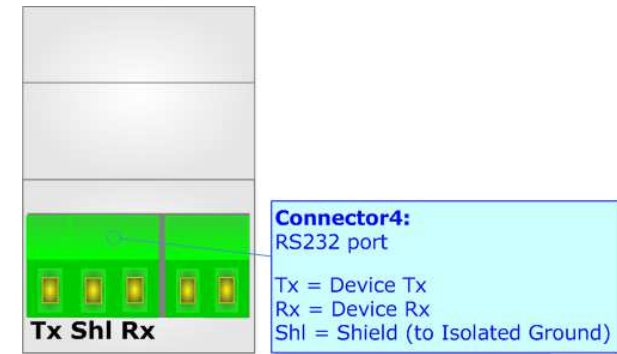 Connector4:
RS232 port
Tx = Device Tx
Rx = Device Rx
Shl = Shield (to Isolated Ground)
Tx Shl Rx